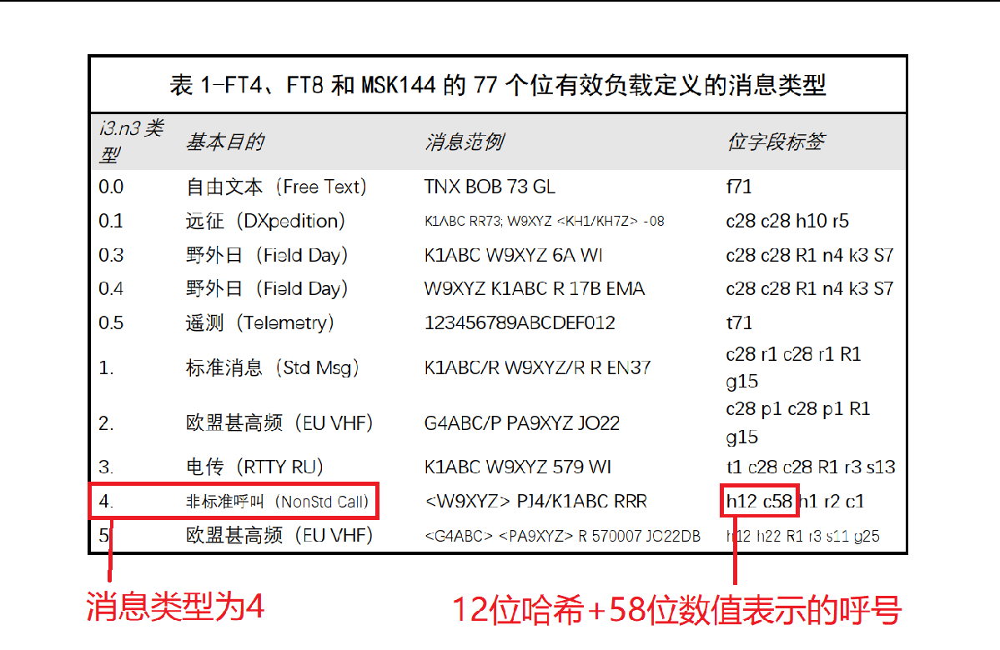 表 1-FT4、FT8 和 MSK144 的 77 个位有效负载定义的消息类型
i3.n3 类型 基本目的 消息范例 位字段标签
0.0 自由文本（Free Text） TNX BOB 73 GL f71
0.1 远征（DXpedition） K1ABC RR73; W9XYZ <KH1/KH7Z> -08 c28 c28 h10 r5
0.3 野外日（Field Day） K1ABC W9XYZ 6A WI c28 c28 R1 n4 k3 S7
0.4 野外日（Field Day） W9XYZ K1ABC R 17B EMA c28 c28 R1 n4 k3 S7
0.5 遥测（Telemetry） 123456789ABCDEF012 t71
1. 标准消息（Std Msg） K1ABC/R W9XYZ/R R EN37 c28 r1 c28 r1 R1 g15
2. 欧盟甚高频（EU VHF） G4ABC/P PA9XYZ JO22 c28 p1 c28 p1 R1 g15
3. 电传（RTTY RU） K1ABC W9XYZ 579 WI t1 c28 c28 R1 r3 s13
4. 非标准呼叫（NonStd Call） <W9XYZ> PJ4/K1ABC RRR h12 c58 h1 r2 c1
5 欧盟甚高频（EU VHF） <G4ABC> <PA9XYZ> R 570007 JO22DB h12 h22 R1 r3 s11 g25
消息类型为4
12位哈希+58位数值表示的呼号